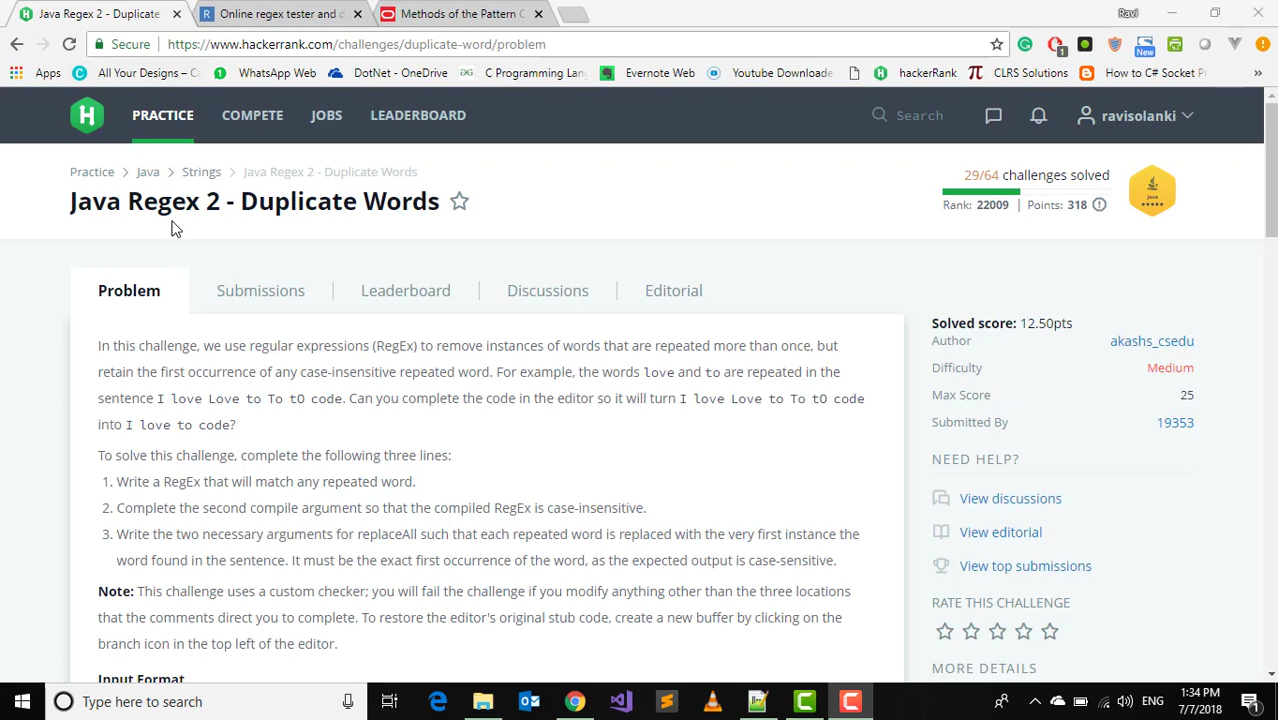 Java Regex 2 - Duplicate
Online regex tester and d
Methods of the Pattern C
Ravi
Secure
https://www.hackerrank.com/challenges/duplicate-word/problem
1
New
Apps
All Your Designs – C
WhatsApp Web
DotNet - OneDrive
C Programming Lan
Evernote Web
Youtube Downloade
hackerRank
CLRS Solutions
How to C# Socket Pr
PRACTICE
COMPETE
JOBS
LEADERBOARD
Search
ravisolanki
Practice
Java
Strings
Java Regex 2 - Duplicate Words
Java Regex 2 - Duplicate Words
29/64 challenges solved
Rank: 22009 | Points: 318
Java
Problem
Submissions
Leaderboard
Discussions
Editorial
In this challenge, we use regular expressions (RegEx) to remove instances of words that are repeated more than once, but
retain the first occurrence of any case-insensitive repeated word. For example, the words love and to are repeated in the
sentence I love Love to To tO code. Can you complete the code in the editor so it will turn I love Love to To tO code
into I love to code?
To solve this challenge, complete the following three lines:
1. Write a RegEx that will match any repeated word.
2. Complete the second compile argument so that the compiled RegEx is case-insensitive.
3. Write the two necessary arguments for replaceAll such that each repeated word is replaced with the very first instance the
word found in the sentence. It must be the exact first occurrence of the word, as the expected output is case-sensitive.
Note: This challenge uses a custom checker; you will fail the challenge if you modify anything other than the three locations
that the comments direct you to complete. To restore the editor's original stub code, create a new buffer by clicking on the
branch icon in the top left of the editor.
Input Format
Solved score: 12.50pts
Author akashs_csedu
Difficulty Medium
Max Score 25
Submitted By 19353
NEED HELP?
View discussions
View editorial
View top submissions
RATE THIS CHALLENGE
MORE DETAILS
Type here to search
ENG
1:34 PM
7/7/2018
1